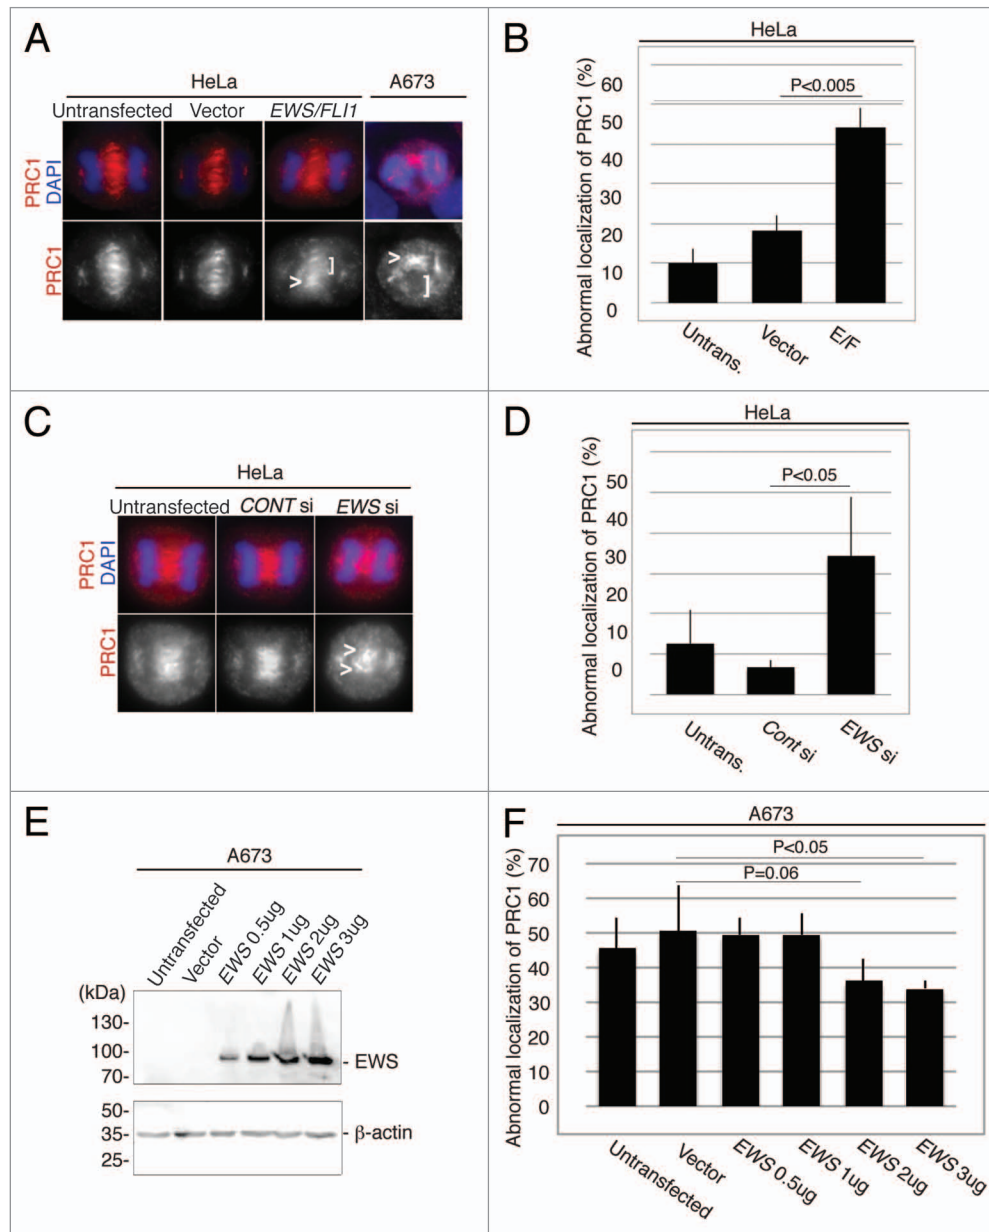 A
HeLa
A673
Untransfected
Vector
EWS/FLI1
PRC1
DAPI
PRC1
>
]
>
]
B
HeLa
Abnormal localization of PRC1 (%)
P<0.005
60
50
40
30
20
10
0
Untrans.
Vector
E/F
C
HeLa
Untransfected
CONT si
EWS si
PRC1
DAPI
PRC1
>
>
D
HeLa
Abnormal localization of PRC1 (%)
P<0.05
50
40
30
20
10
0
Untrans.
Cont si
EWS si
E
A673
Untransfected
Vector
EWS 0.5ug
EWS 1ug
EWS 2ug
EWS 3ug
(kDa)
130-
100-
70-
- EWS
50-
35-
25-
- β-actin
F
A673
Abnormal localization of PRC1 (%)
P<0.05
P=0.06
70
60
50
40
30
20
10
0
Untransfected
Vector
EWS 0.5ug
EWS 1ug
EWS 2ug
EWS 3ug